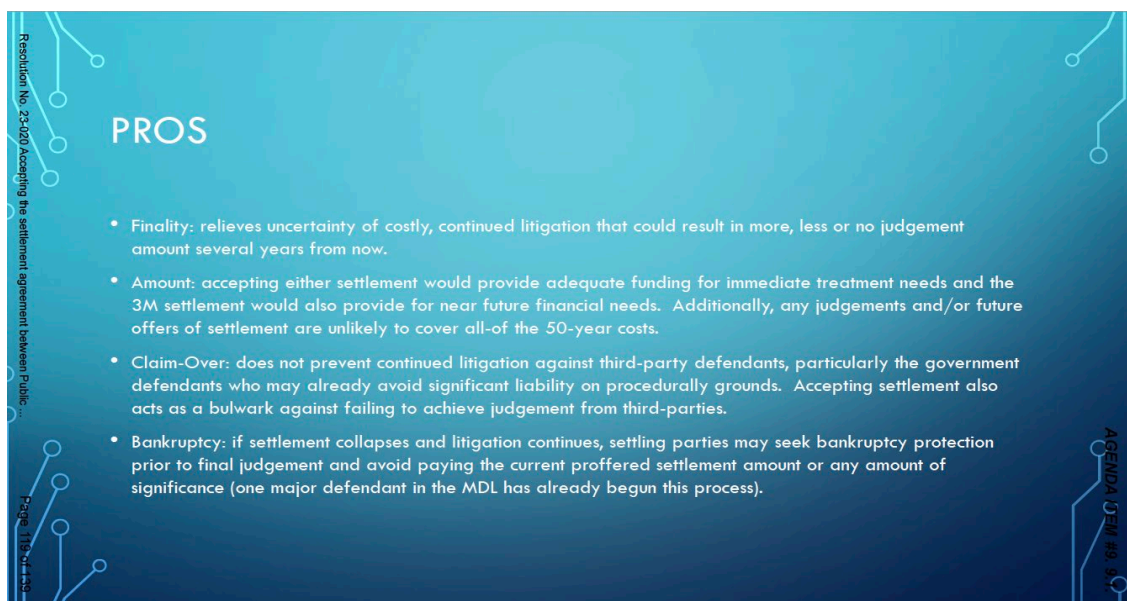 Resolution No. 23-020 Accepting the settlement agreement between Public ...
PROS
• Finality: relieves uncertainty of costly, continued litigation that could result in more, less or no judgement
amount several years from now.
• Amount: accepting either settlement would provide adequate funding for immediate treatment needs and the
3M settlement would also provide for near future financial needs. Additionally, any judgements and/or future
offers of settlement are unlikely to cover all-of the 50-year costs.
• Claim-Over: does not prevent continued litigation against third-party defendants, particularly the government
defendants who may already avoid significant liability on procedurally grounds. Accepting settlement also
acts as a bulwark against failing to achieve judgement from third-parties.
• Bankruptcy: if settlement collapses and litigation continues, settling parties may seek bankruptcy protection
prior to final judgement and avoid paying the current proffered settlement amount or any amount of
significance (one major defendant in the MDL has already begun this process).
Page 119 of 139
AGENDA ITEM #9. 9.1.